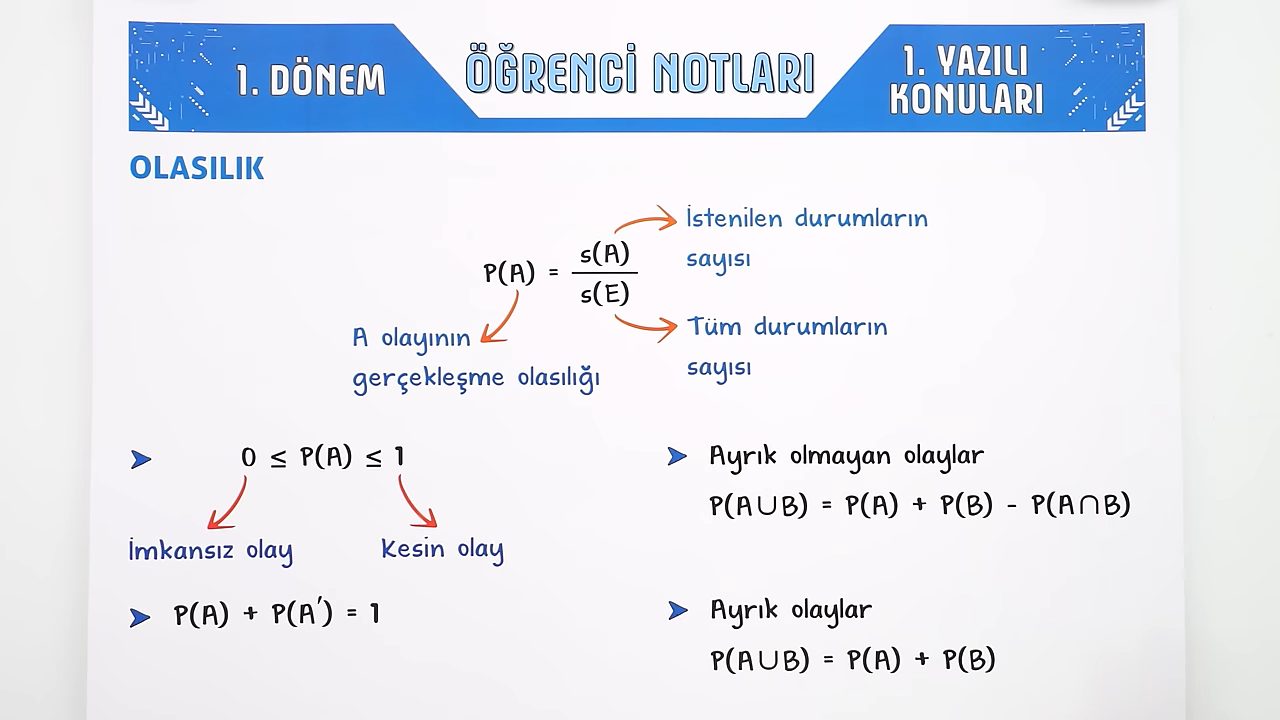 1. DÖNEM
ÖĞRENCİ NOTLARI
1. YAZILI
KONULARI
OLASILIK
P(A) = s(A) / s(E)
İstenilen durumların
sayısı
Tüm durumların
sayısı
A olayının
gerçekleşme olasılığı
0 ≤ P(A) ≤ 1
İmkansız olay
Kesin olay
P(A) + P(A′) = 1
Ayrık olmayan olaylar
P(A∪B) = P(A) + P(B) - P(A∩B)
Ayrık olaylar
P(A∪B) = P(A) + P(B)